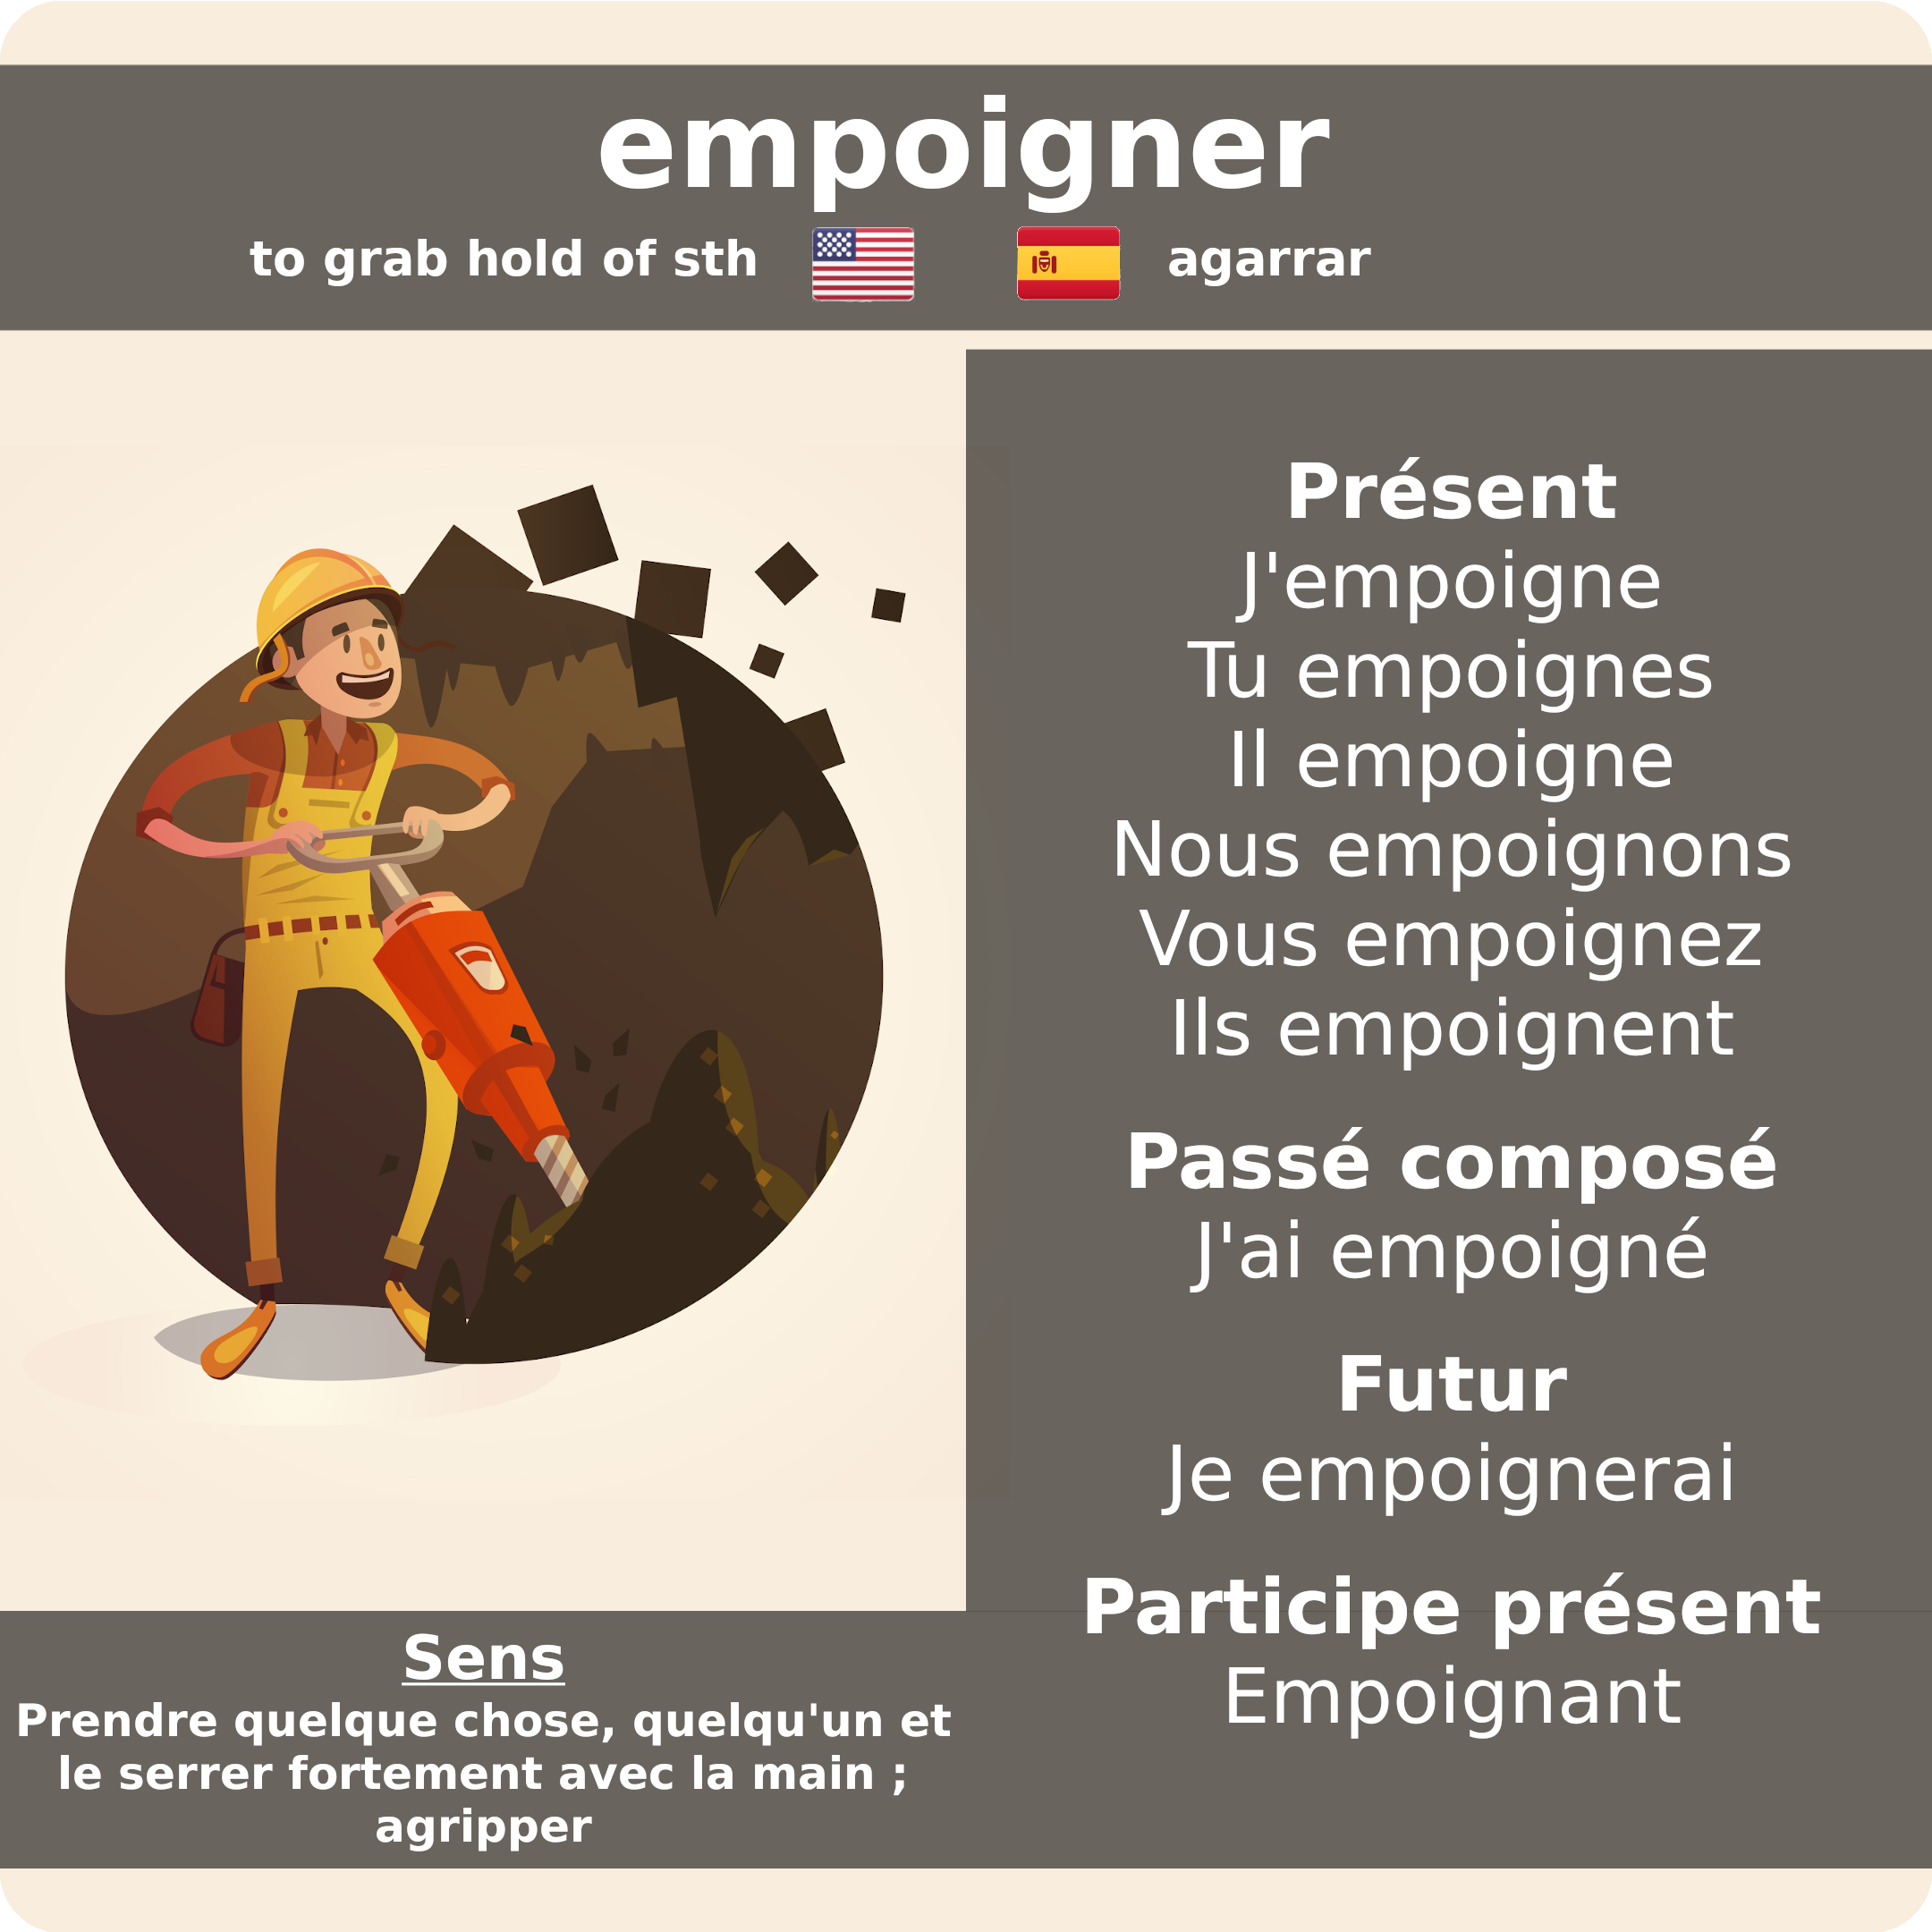 empoigner
to grab hold of sth
agarrar
Présent
J'empoigne
Tu empoignes
Il empoigne
Nous empoignons
Vous empoignez
Ils empoignent
Passé composé
J'ai empoigné
Futur
Je empoignerai
Participe présent
Empoignant
Sens
Prendre quelque chose, quelqu'un et
le serrer fortement avec la main ;
agripper